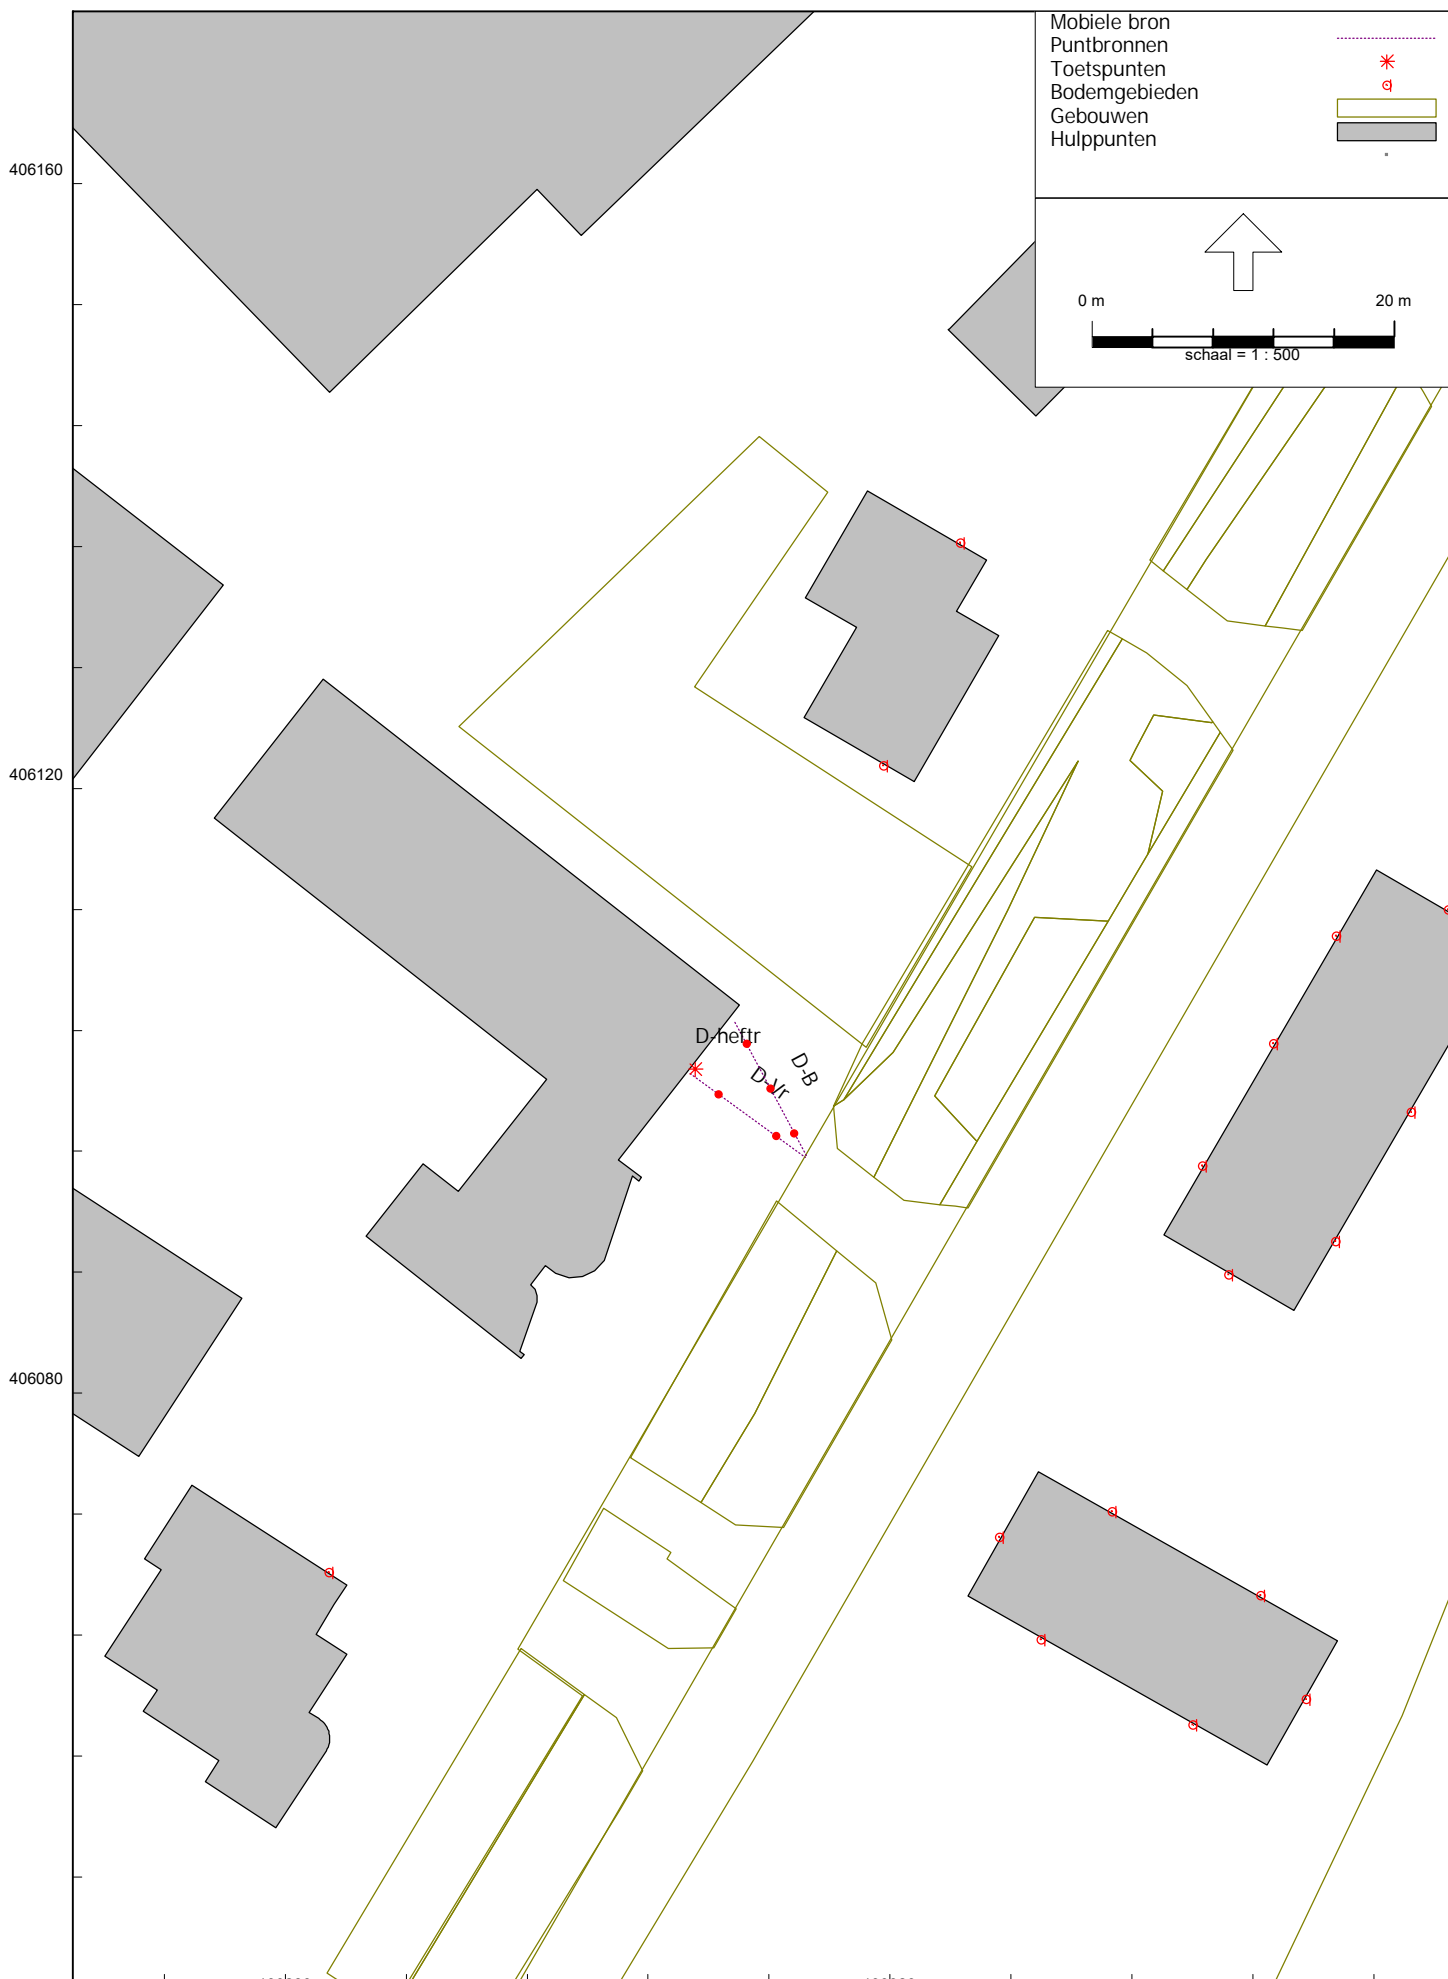 Mobiele bron
Puntbronnen
Toetspunten
Bodemgebieden
Gebouwen
Hulppunten
406160
0 m 20 m
schaal = 1 : 500
406120
D-heftr
D-B
D-Vr
406080